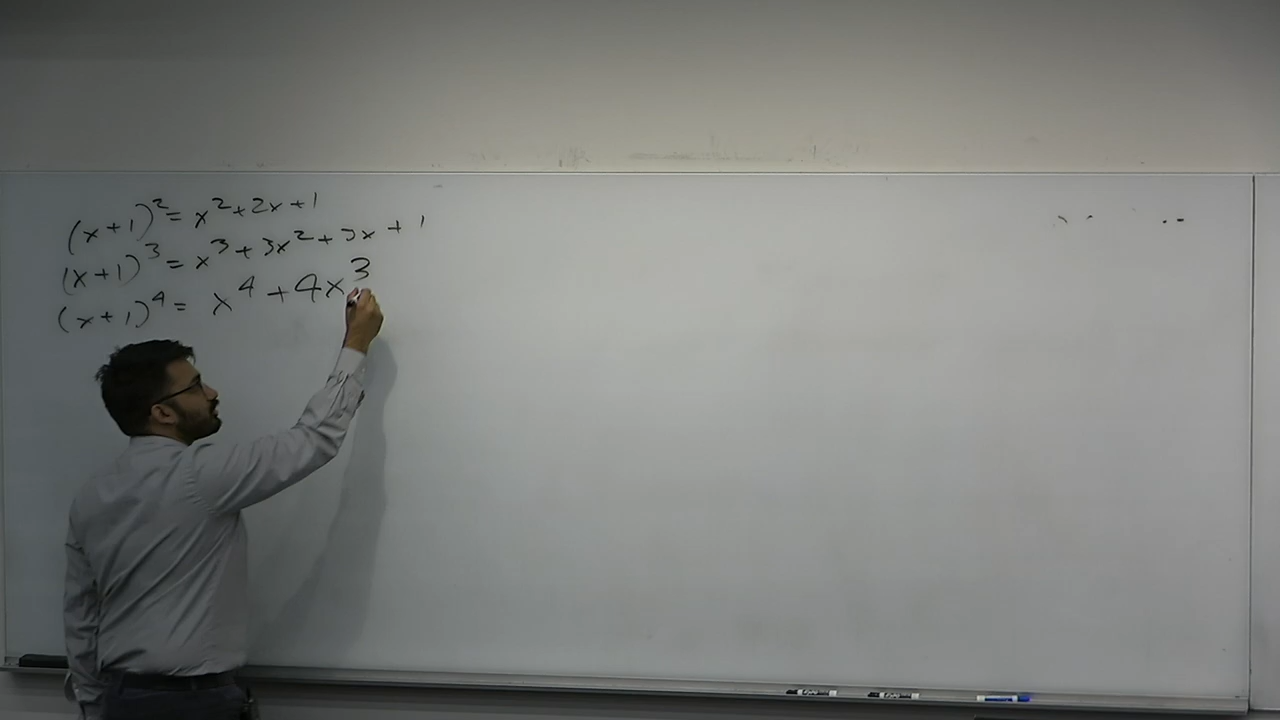 (x+1)² = x²+2x+1
(x+1)³ = x³+3x²+3x+1
(x+1)⁴ = x⁴+4x³